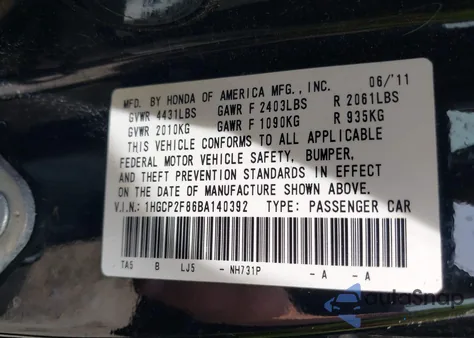 MFD. BY HONDA OF AMERICA MFG., INC. 06/'11
GVWR 4431LBS GAWR F 2403LBS R 2061LBS
GVWR 2010KG GAWR F 1090KG R 935KG
THIS VEHICLE CONFORMS TO ALL APPLICABLE
FEDERAL MOTOR VEHICLE SAFETY, BUMPER,
AND THEFT PREVENTION STANDARDS IN EFFECT
ON THE DATE OF MANUFACTURE SHOWN ABOVE.
V.I.N.: 1HGCP2F86BA140392 TYPE: PASSENGER CAR
TA5 B LJ5 - NH731P - A - A
autoSnap